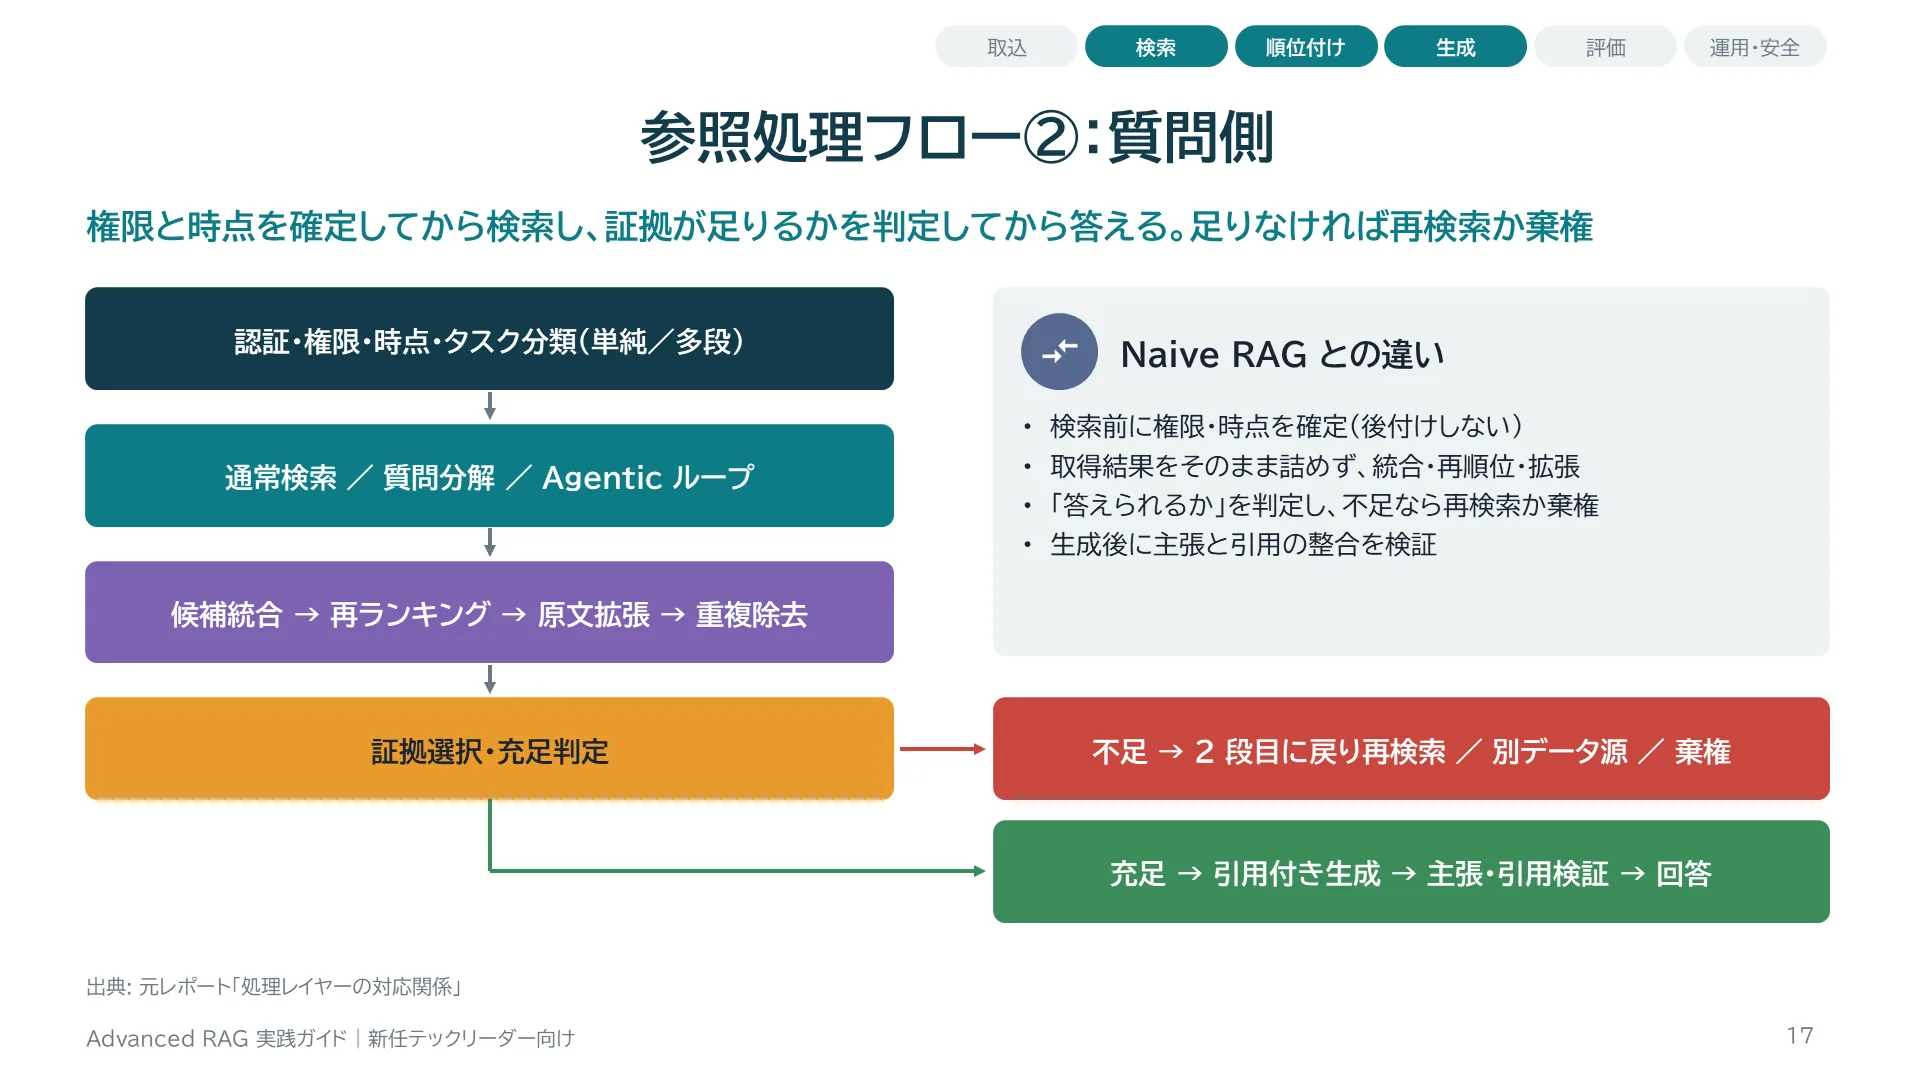 取込
検索
順位付け
生成
評価
運用・安全
参照処理フロー②：質問側
権限と時点を確定してから検索し、証拠が足りるかを判定してから答える。足りなければ再検索か棄権
認証・権限・時点・タスク分類（単純／多段）
通常検索 ／ 質問分解 ／ Agentic ループ
候補統合 → 再ランキング → 原文拡張 → 重複除去
証拠選択・充足判定
Naive RAG との違い
・ 検索前に権限・時点を確定（後付けしない）
・ 取得結果をそのまま詰めず、統合・再順位・拡張
・ 「答えられるか」を判定し、不足なら再検索か棄権
・ 生成後に主張と引用の整合を検証
不足 → 2 段目に戻り再検索 ／ 別データ源 ／ 棄権
充足 → 引用付き生成 → 主張・引用検証 → 回答
出典: 元レポート「処理レイヤーの対応関係」
Advanced RAG 実践ガイド｜新任テックリーダー向け
17